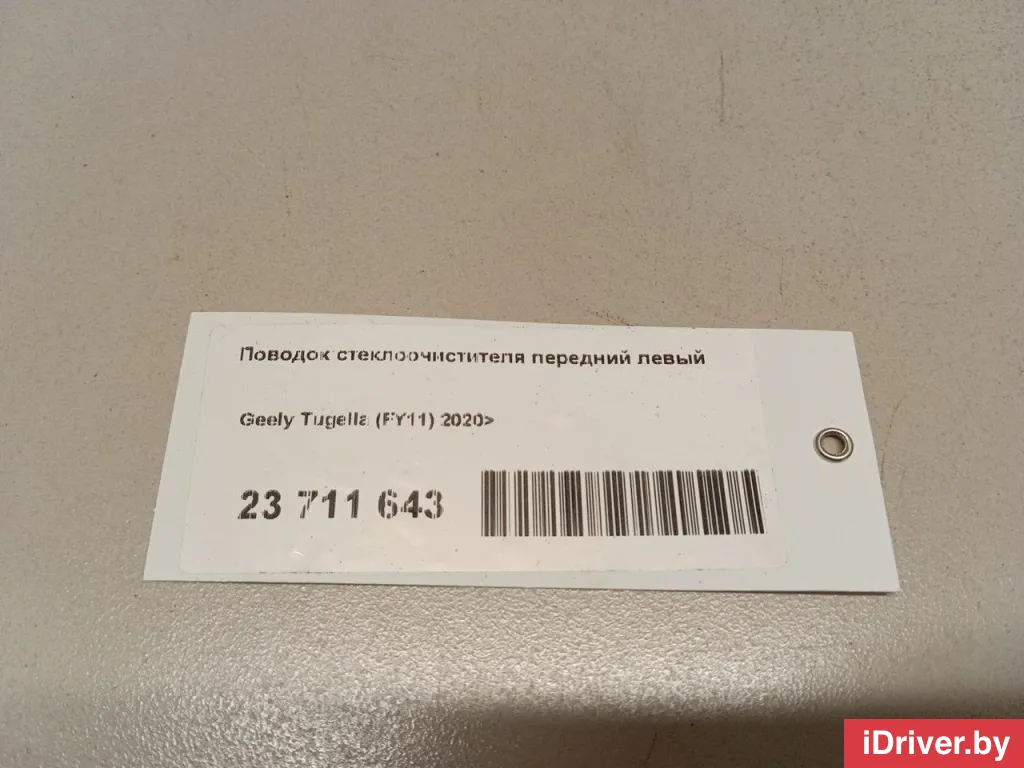 Поводок стеклоочистителя передний левый
Geely Tugella (FY11) 2020>
23 711 643
iDriver.by